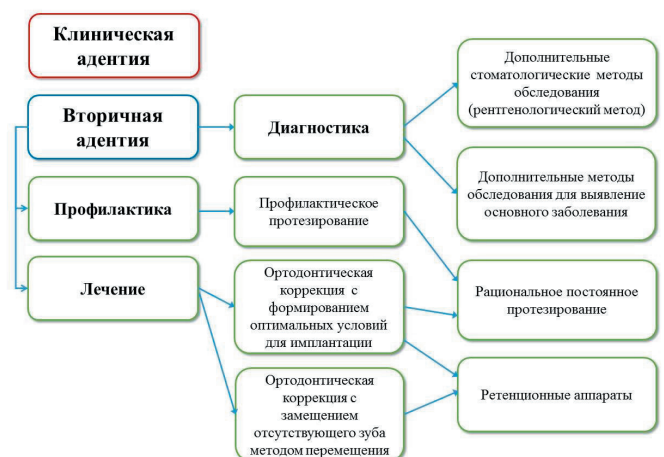 Клиническая
адентия
Вторичная
адентия
Диагностика
Дополнительные
стоматологические методы
обследования
(рентгенологический метод)
Дополнительные методы
обследования для выявление
основного заболевания
Профилактика
Профилактическое
протезирование
Лечение
Ортодонтическая
коррекция с
формированием
оптимальных условий
для имплантации
Рациональное постоянное
протезирование
Ортодонтическая
коррекция с
замещением
отсутствующего зуба
методом перемещения
Ретенционные аппараты